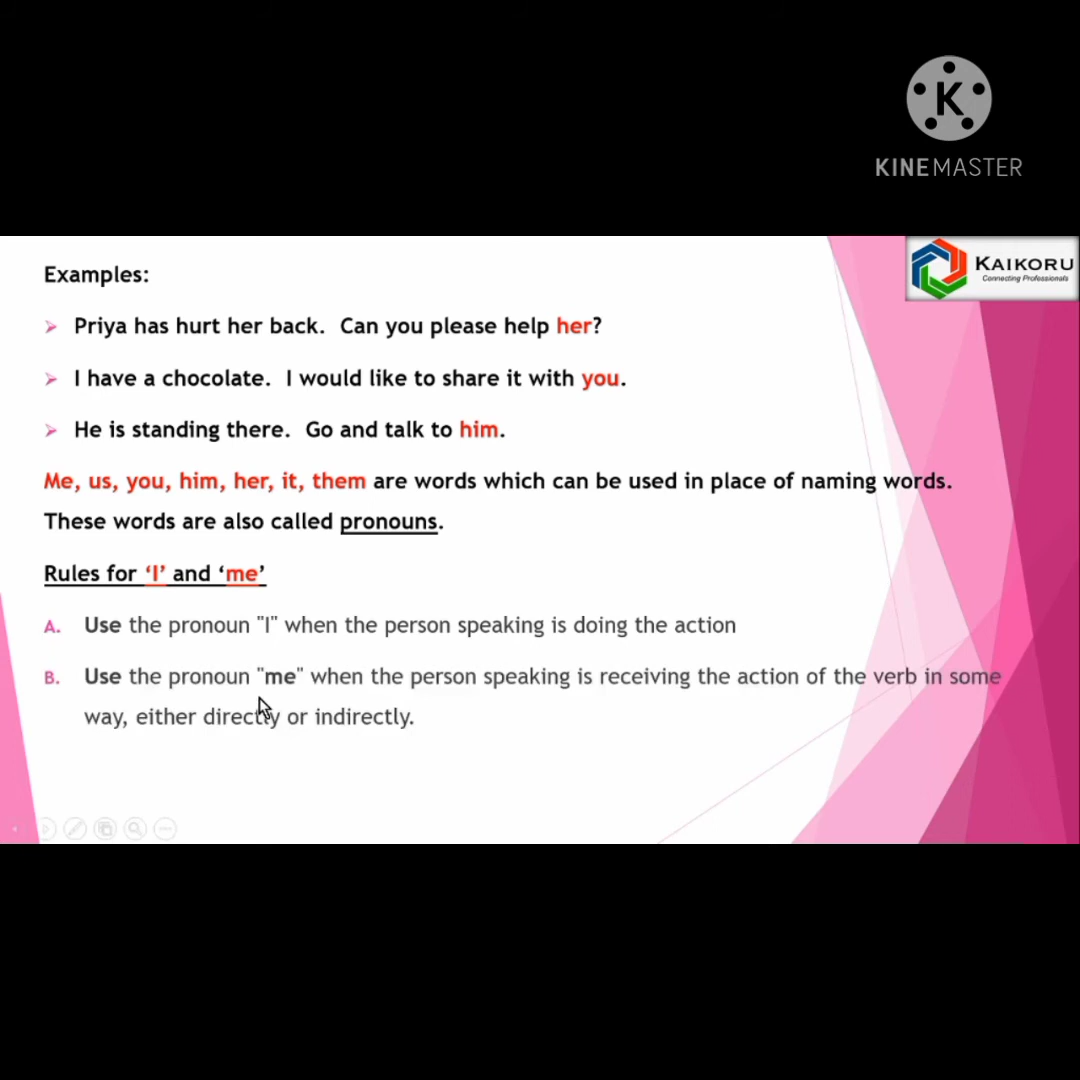 K
KINEMASTER
KAIKORU
Connecting Professionals
Examples:
Priya has hurt her back. Can you please help her?
I have a chocolate. I would like to share it with you.
He is standing there. Go and talk to him.
Me, us, you, him, her, it, them are words which can be used in place of naming words.
These words are also called pronouns.
Rules for ‘I’ and ‘me’
A. Use the pronoun "I" when the person speaking is doing the action
B. Use the pronoun "me" when the person speaking is receiving the action of the verb in some
way, either directly or indirectly.